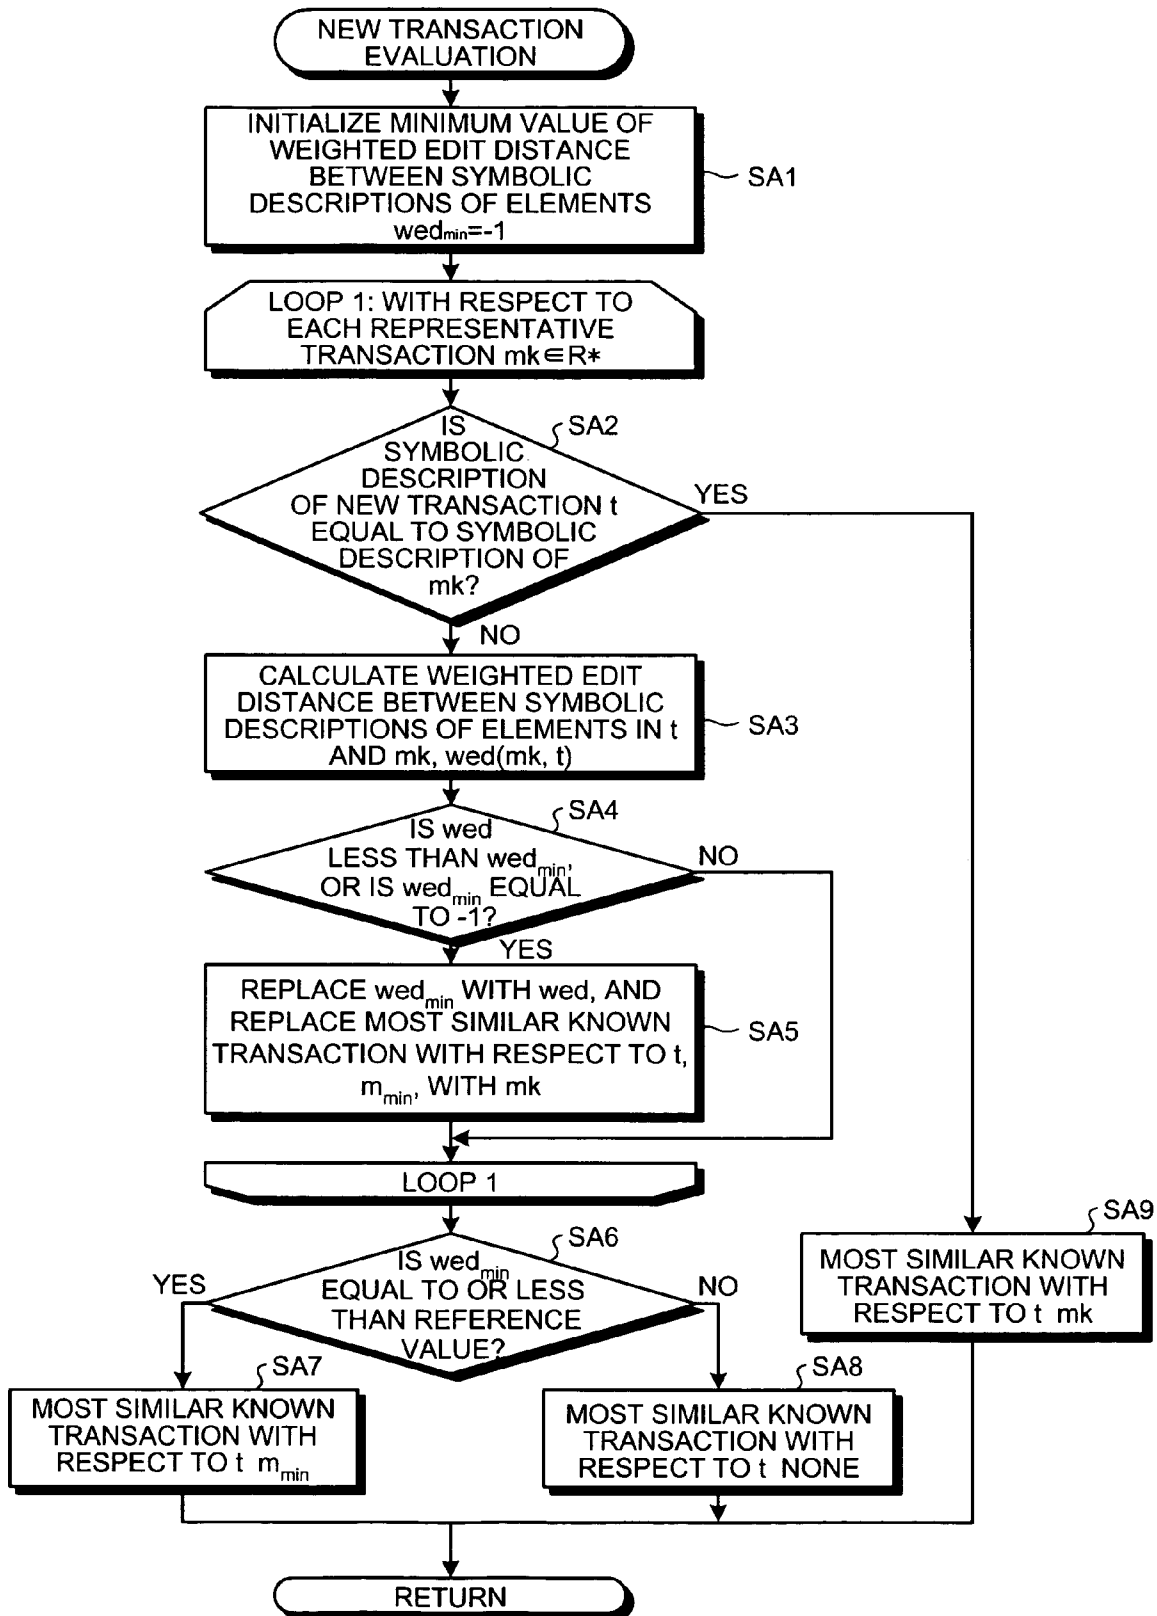 NEW TRANSACTION
EVALUATION
INITIALIZE MINIMUM VALUE OF
WEIGHTED EDIT DISTANCE
BETWEEN SYMBOLIC
DESCRIPTIONS OF ELEMENTS
wedmin=-1
SA1
LOOP 1: WITH RESPECT TO
EACH REPRESENTATIVE
TRANSACTION mk∈R*
SA2
IS
SYMBOLIC
DESCRIPTION
OF NEW TRANSACTION t
EQUAL TO SYMBOLIC
DESCRIPTION OF
mk?
YES
NO
CALCULATE WEIGHTED EDIT
DISTANCE BETWEEN SYMBOLIC
DESCRIPTIONS OF ELEMENTS IN t
AND mk, wed(mk, t)
SA3
SA4
IS wed
LESS THAN wedmin,
OR IS wedmin EQUAL
TO -1?
NO
YES
REPLACE wedmin WITH wed, AND
REPLACE MOST SIMILAR KNOWN
TRANSACTION WITH RESPECT TO t,
mmin, WITH mk
SA5
LOOP 1
SA6
IS wedmin
EQUAL TO OR LESS
THAN REFERENCE
VALUE?
YES
NO
SA9
MOST SIMILAR KNOWN
TRANSACTION WITH
RESPECT TO t mk
SA7
MOST SIMILAR KNOWN
TRANSACTION WITH
RESPECT TO t mmin
SA8
MOST SIMILAR KNOWN
TRANSACTION WITH
RESPECT TO t NONE
RETURN